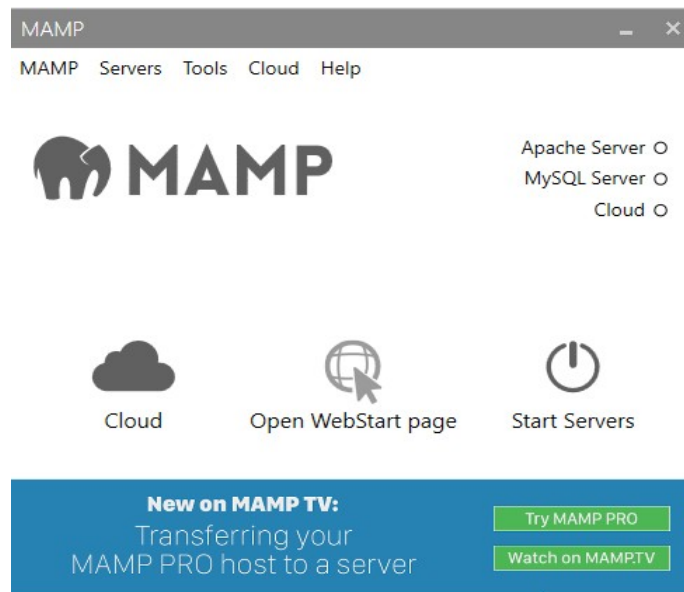 MAMP
MAMP Servers Tools Cloud Help
MAMP
Apache Server
MySQL Server
Cloud
Cloud
Open WebStart page
Start Servers
New on MAMP TV:
Transferring your
MAMP PRO host to a server
Try MAMP PRO
Watch on MAMP.TV